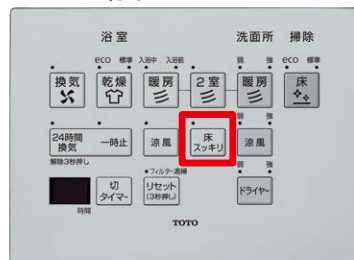 浴室 洗面所 掃除
eco 標準 入浴中 入浴前 弱 強 eco 標準
換気 乾燥 暖房 2室 暖房 床
弱 強
24時間
換気 一時止 涼風 床
スッキリ 涼風
解除3秒押し
●フィルター清掃 弱 強
切
タイマー リセット
(3秒押し) ドライヤー
時間
TOTO